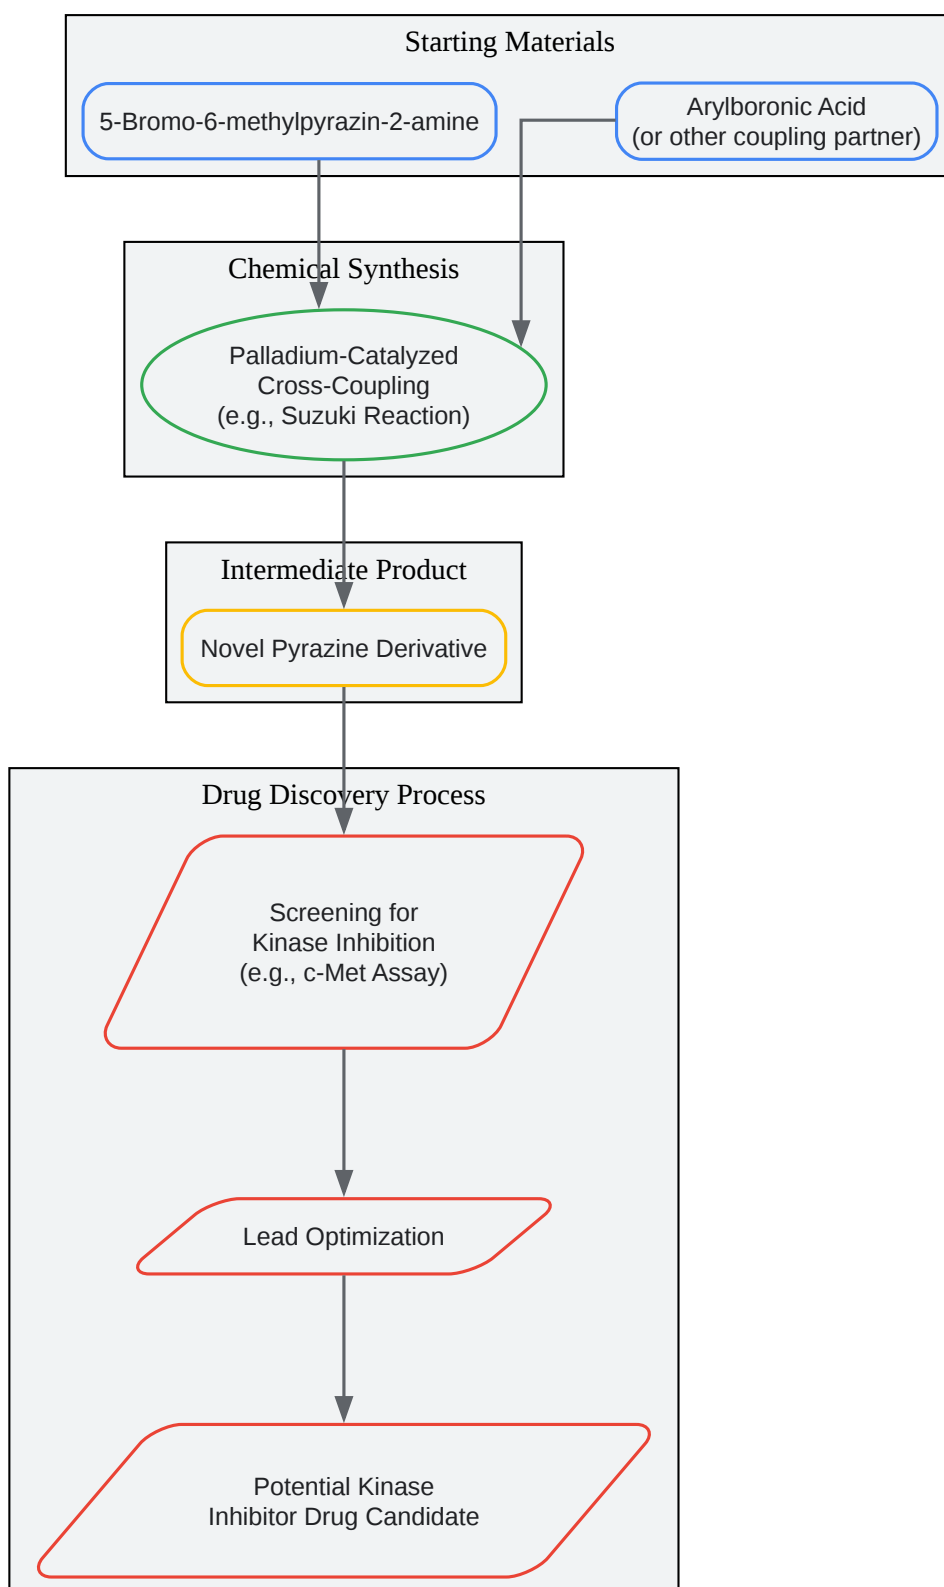 Starting Materials
5-Bromo-6-methylpyrazin-2-amine
Arylboronic Acid
(or other coupling partner)
Chemical Synthesis
Palladium-Catalyzed
Cross-Coupling
(e.g., Suzuki Reaction)
Intermediate Product
Novel Pyrazine Derivative
Drug Discovery Process
Screening for
Kinase Inhibition
(e.g., c-Met Assay)
Lead Optimization
Potential Kinase
Inhibitor Drug Candidate